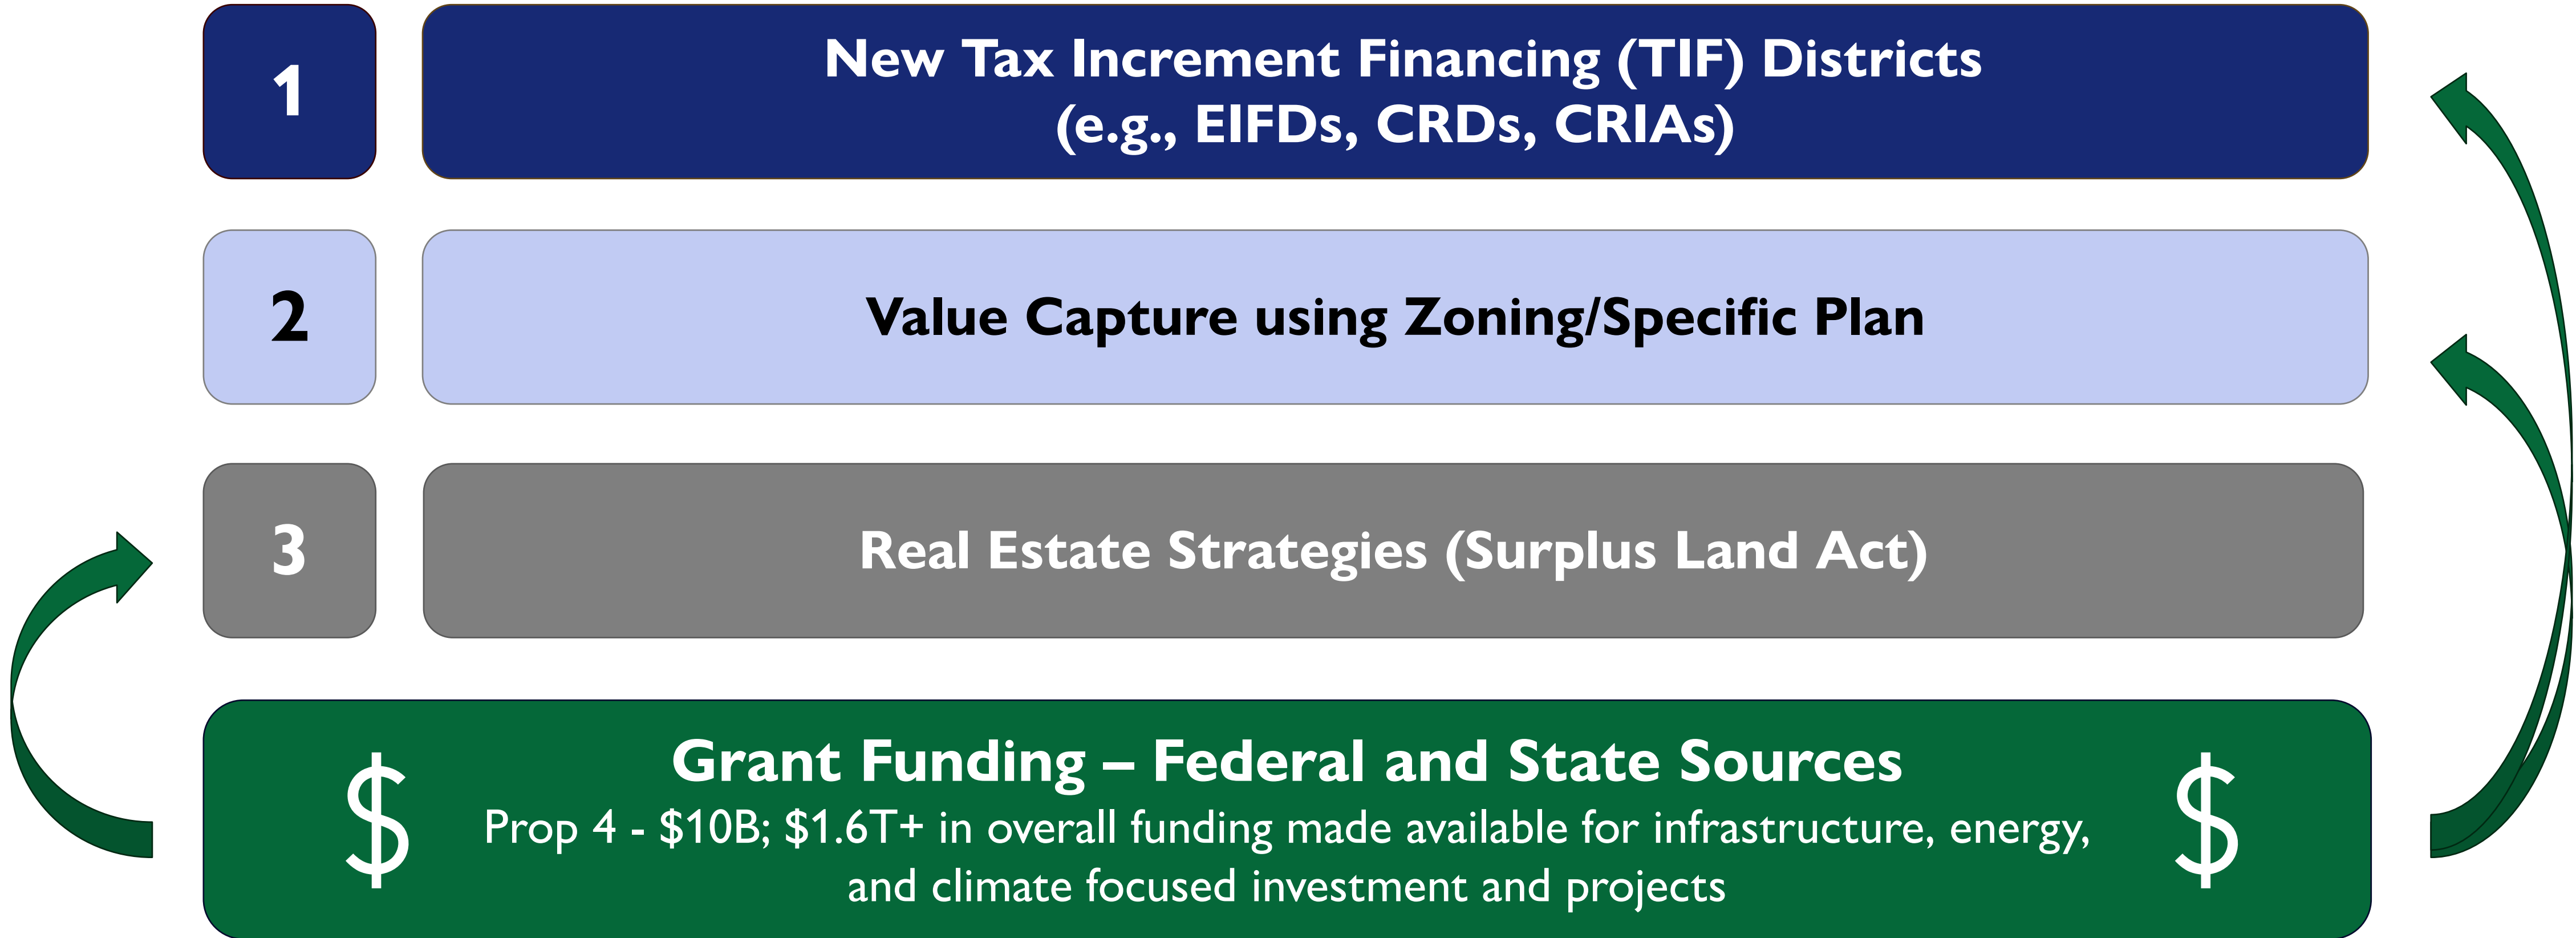 1
New Tax Increment Financing (TIF) Districts
(e.g., EIFDs, CRDs, CRIAs)
2
Value Capture using Zoning/Specific Plan
3
Real Estate Strategies (Surplus Land Act)
$
Grant Funding – Federal and State Sources
Prop 4 - $10B; $1.6T+ in overall funding made available for infrastructure, energy,
and climate focused investment and projects
$